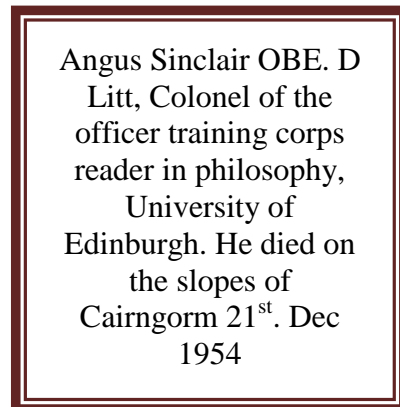 Angus Sinclair OBE. D
Litt, Colonel of the
officer training corps
reader in philosophy,
University of
Edinburgh. He died on
the slopes of
Cairngorm 21st. Dec
1954